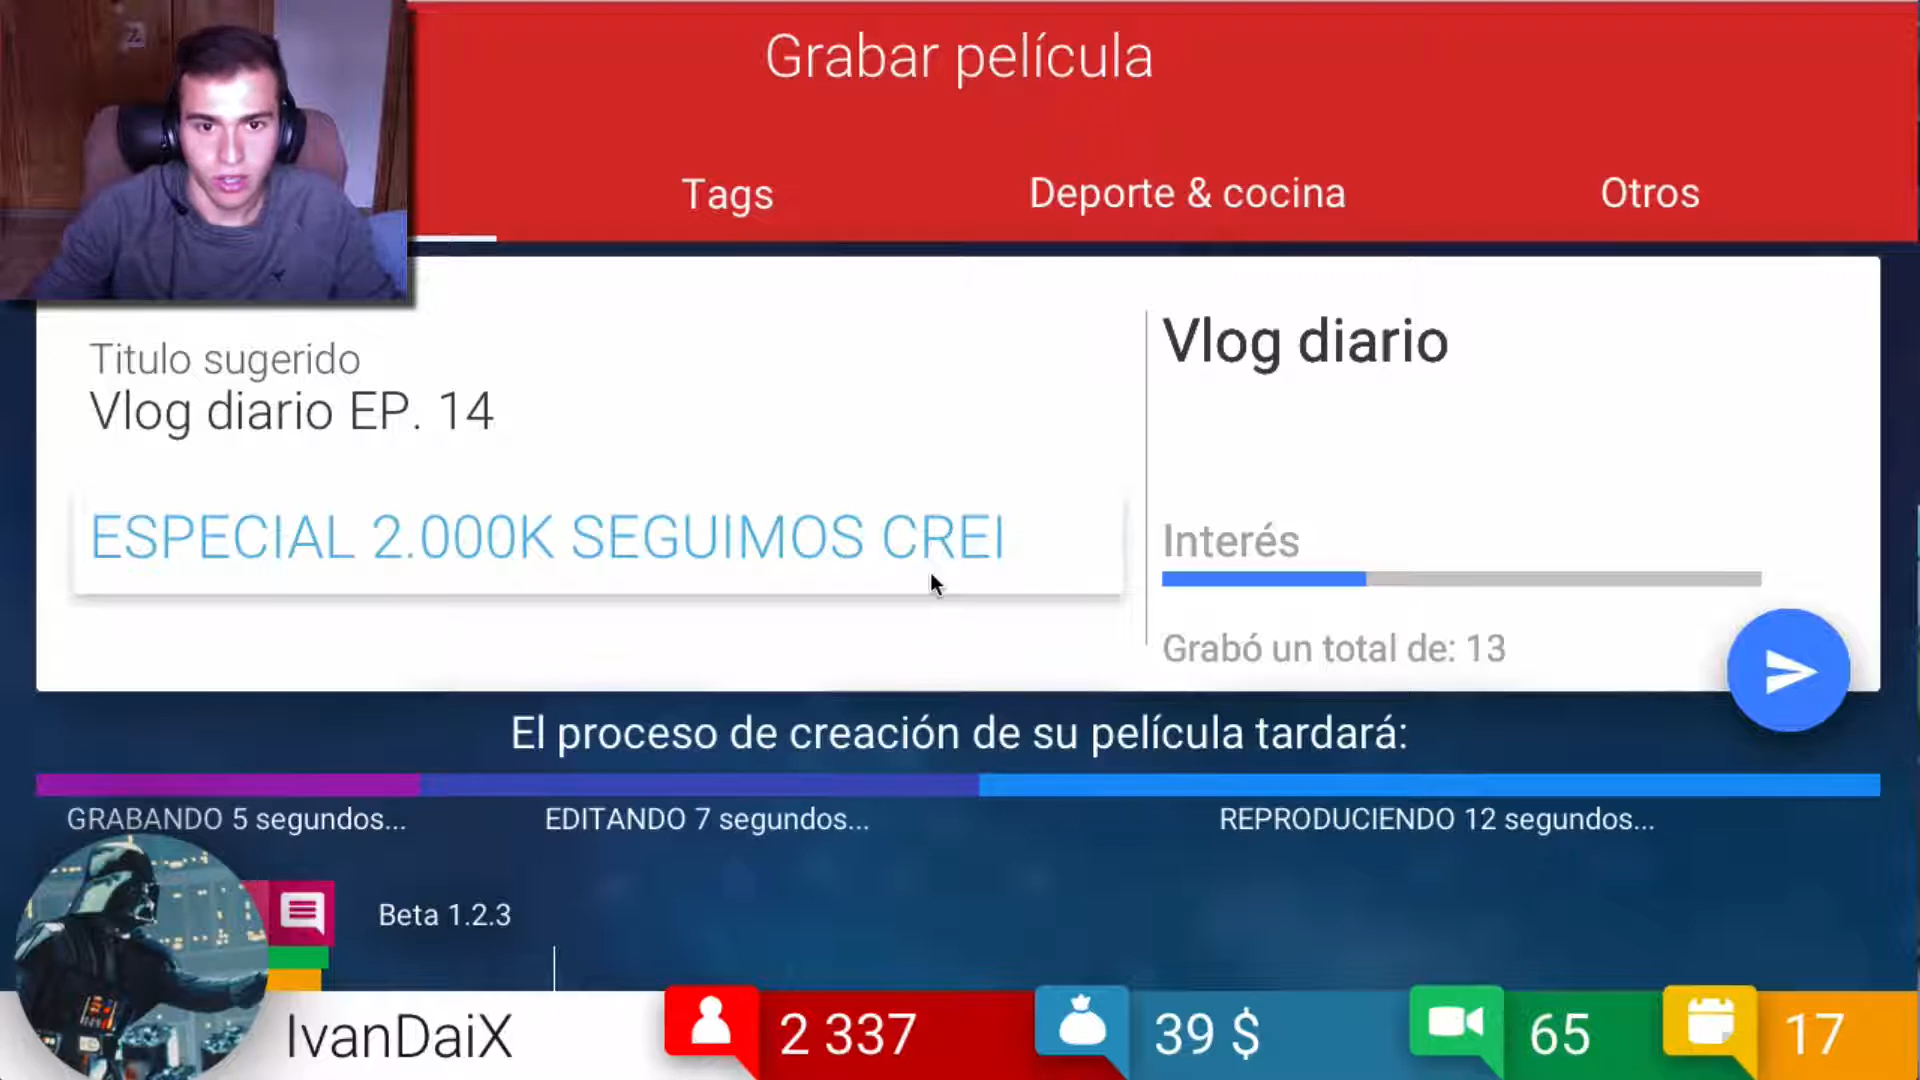 Grabar película
Tags
Deporte & cocina
Otros
Titulo sugerido
Vlog diario EP. 14
ESPECIAL 2.000K SEGUIMOS CREI
Vlog diario
Interés
Grabó un total de: 13
El proceso de creación de su película tardará:
GRABANDO 5 segundos...
EDITANDO 7 segundos...
REPRODUCIENDO 12 segundos...
Beta 1.2.3
IvanDaiX
2 337
39 $
65
17